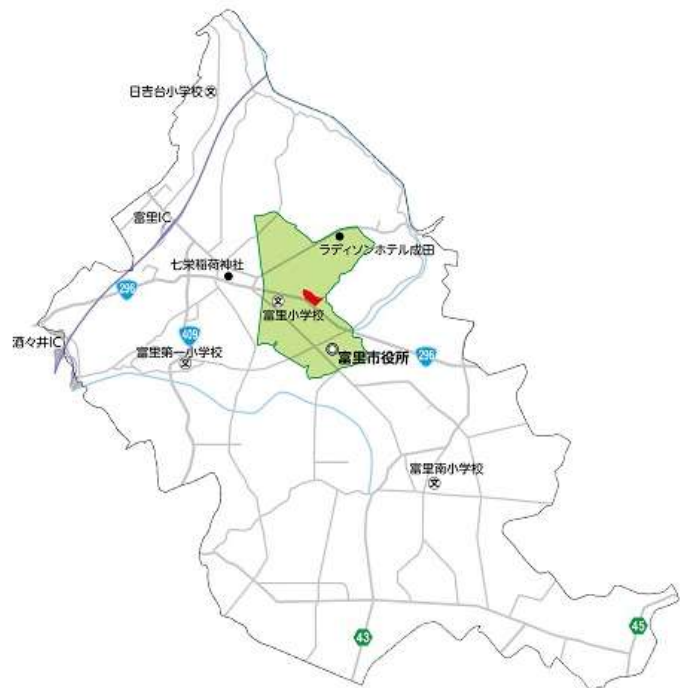 日吉台小学校
富里IC
ラディソンホテル成田
七栄稲荷神社
296
富里小学校
409
酒々井IC
富里第一小学校
富里市役所
296
富里南小学校
43
45